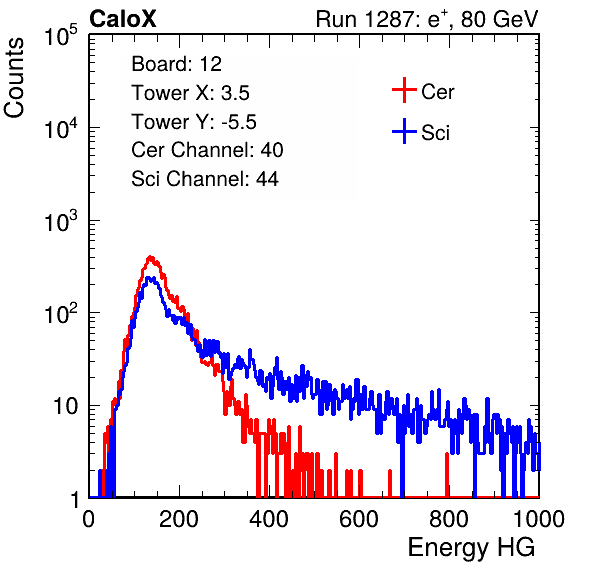 CaloX Run 1287: e⁺, 80 GeV
Counts
Board: 12
Tower X: 3.5
Tower Y: -5.5
Cer Channel: 40
Sci Channel: 44
Cer
Sci
10⁵
10⁴
10³
10²
10
1
0 200 400 600 800 1000
Energy HG